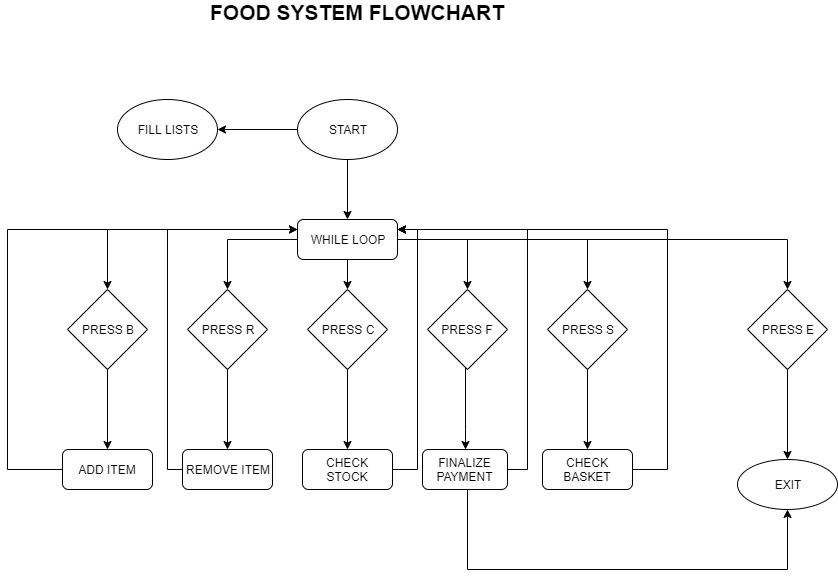 FOOD SYSTEM FLOWCHART
FILL LISTS
START
WHILE LOOP
PRESS B
PRESS R
PRESS C
PRESS F
PRESS S
PRESS E
ADD ITEM
REMOVE ITEM
CHECK
STOCK
FINALIZE
PAYMENT
CHECK
BASKET
EXIT